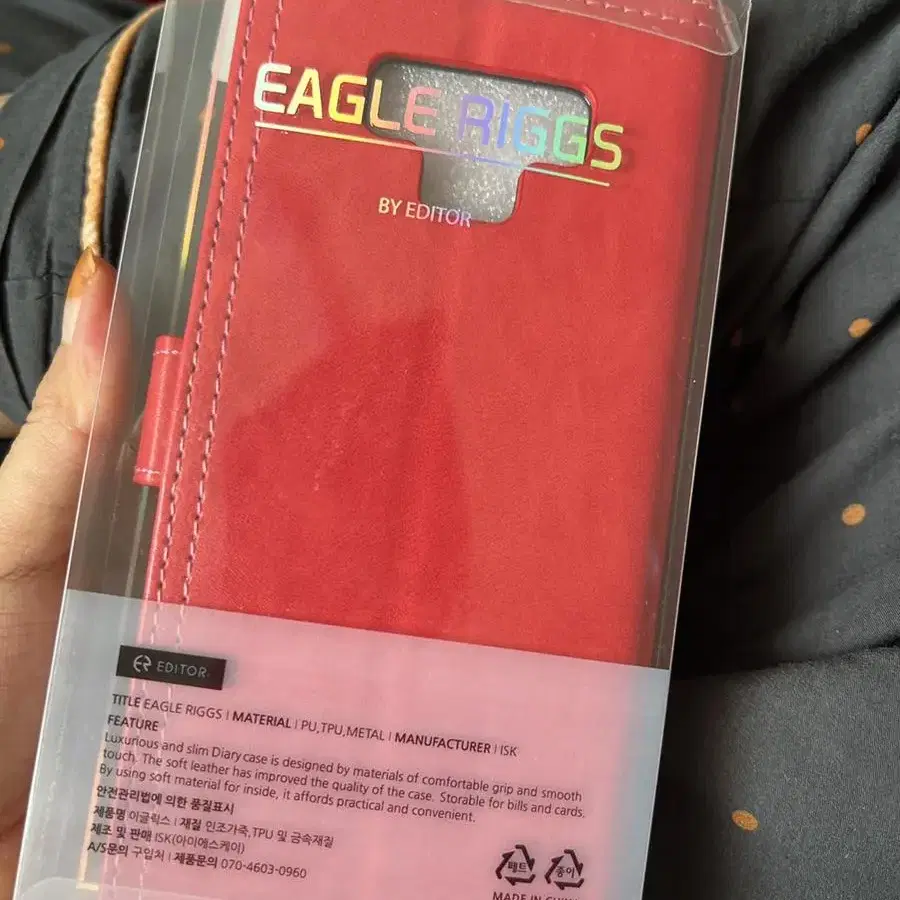 EAGLE RIGGS
BY EDITOR
ER EDITOR
TITLE EAGLE RIGGS | MATERIAL | PU,TPU,METAL | MANUFACTURER | ISK
FEATURE
Luxurious and slim Diary case is designed by materials of comfortable grip and smooth
touch. The soft leather has improved the quality of the case. Storable for bills and cards.
By using soft material for inside, it affords practical and convenient.
안전관리법에 의한 품질표시
제품명 이글릭스 | 재질 인조가죽,TPU 및 금속재질
제조 및 판매 ISK(아이에스케이)
A/S문의 구입처 | 제품문의 070-4603-0960
페트 종이
MADE IN CHINA